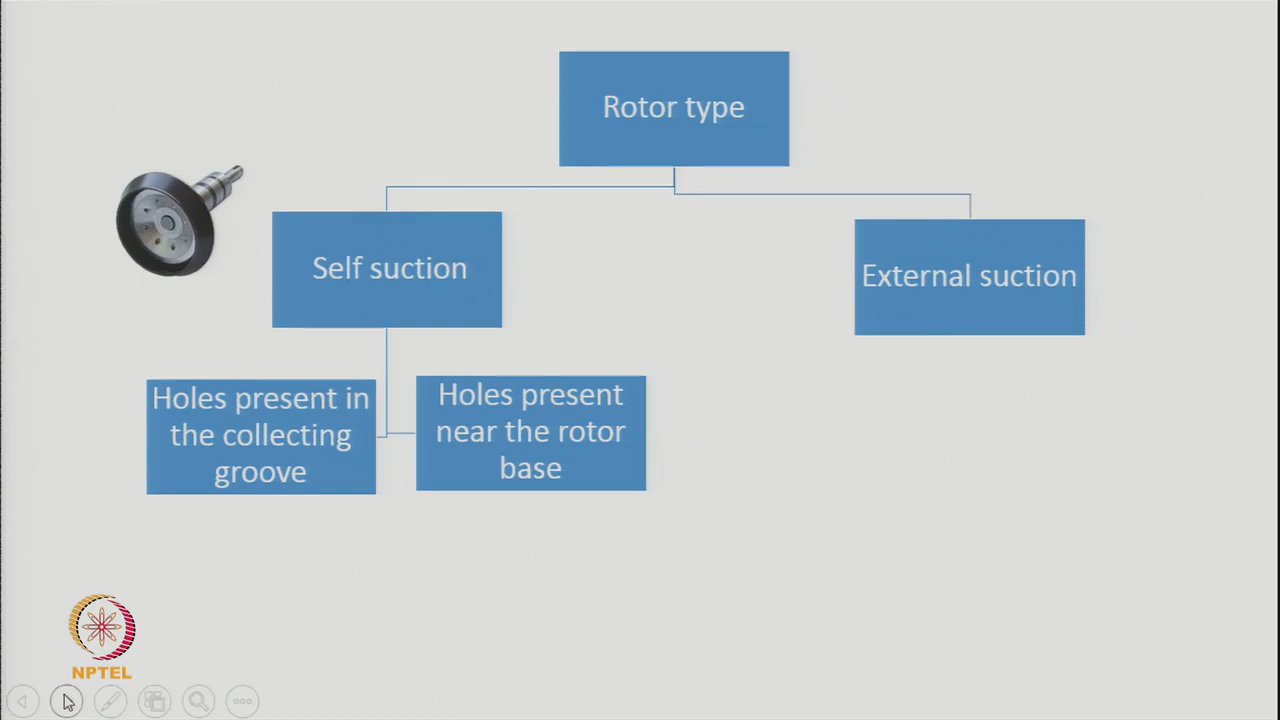 Rotor type
Self suction
External suction
Holes present in
the collecting
groove
Holes present
near the rotor
base
NPTEL